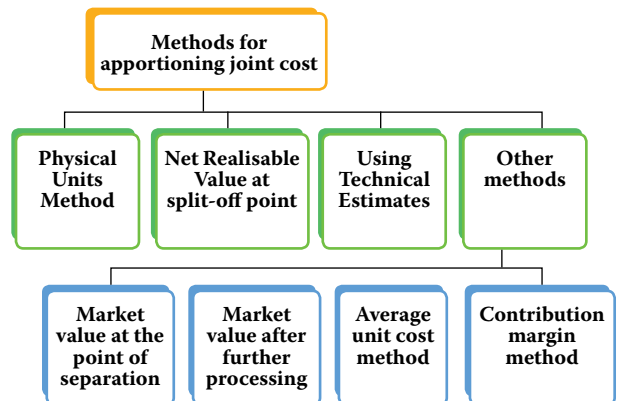 Methods for
apportioning joint cost
Physical
Units
Method
Net Realisable
Value at
split-off point
Using
Technical
Estimates
Other
methods
Market
value at the
point of
separation
Market
value after
further
processing
Average
unit cost
method
Contribution
margin
method